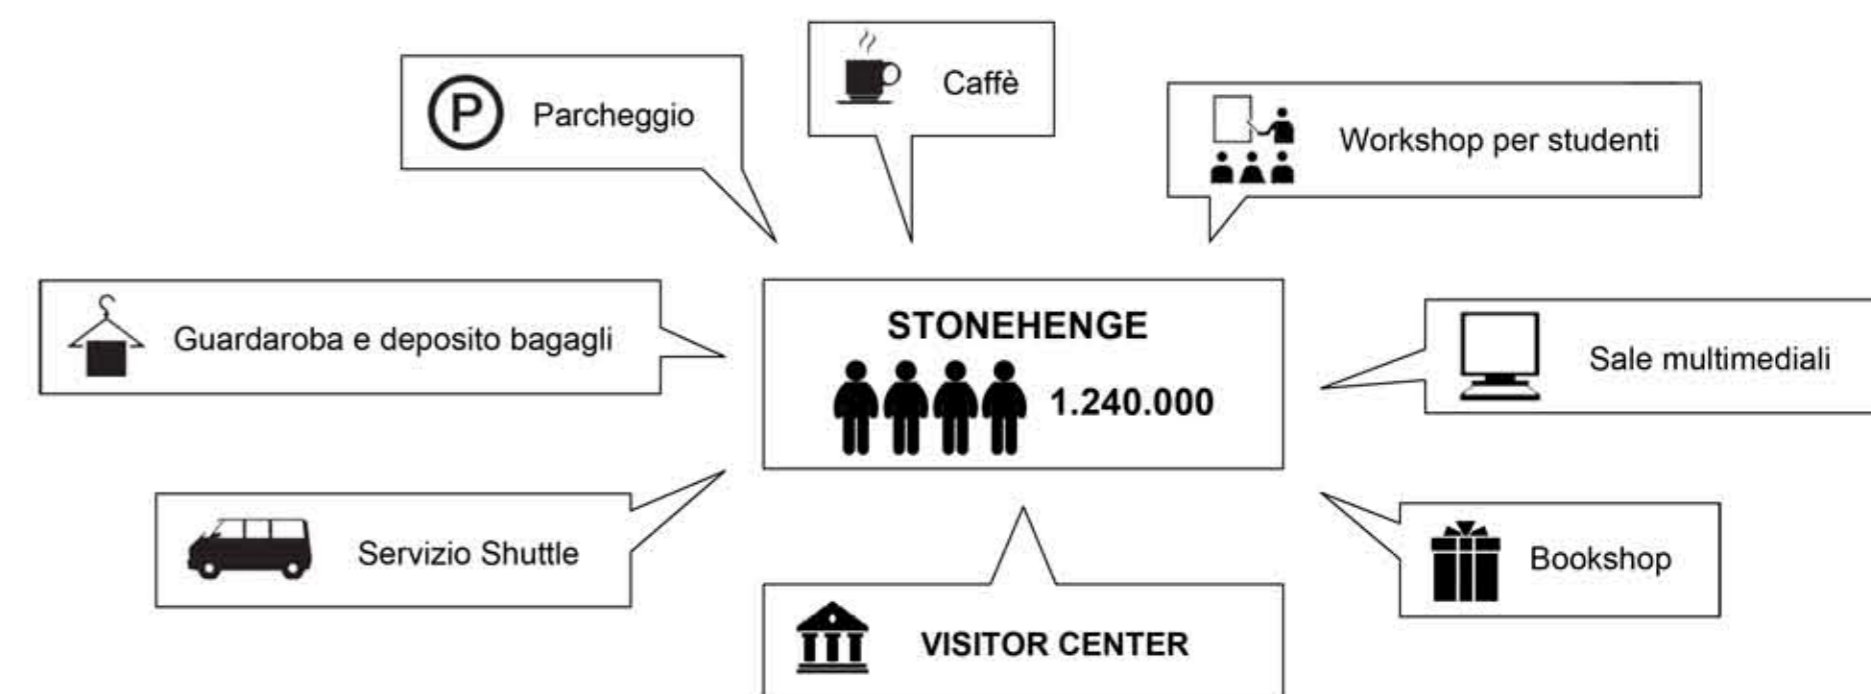 Caffè
P Parcheggio
Workshop per studenti
Guardaroba e deposito bagagli
STONEHENGE
1.240.000
Sale multimediali
Servizio Shuttle
Bookshop
VISITOR CENTER